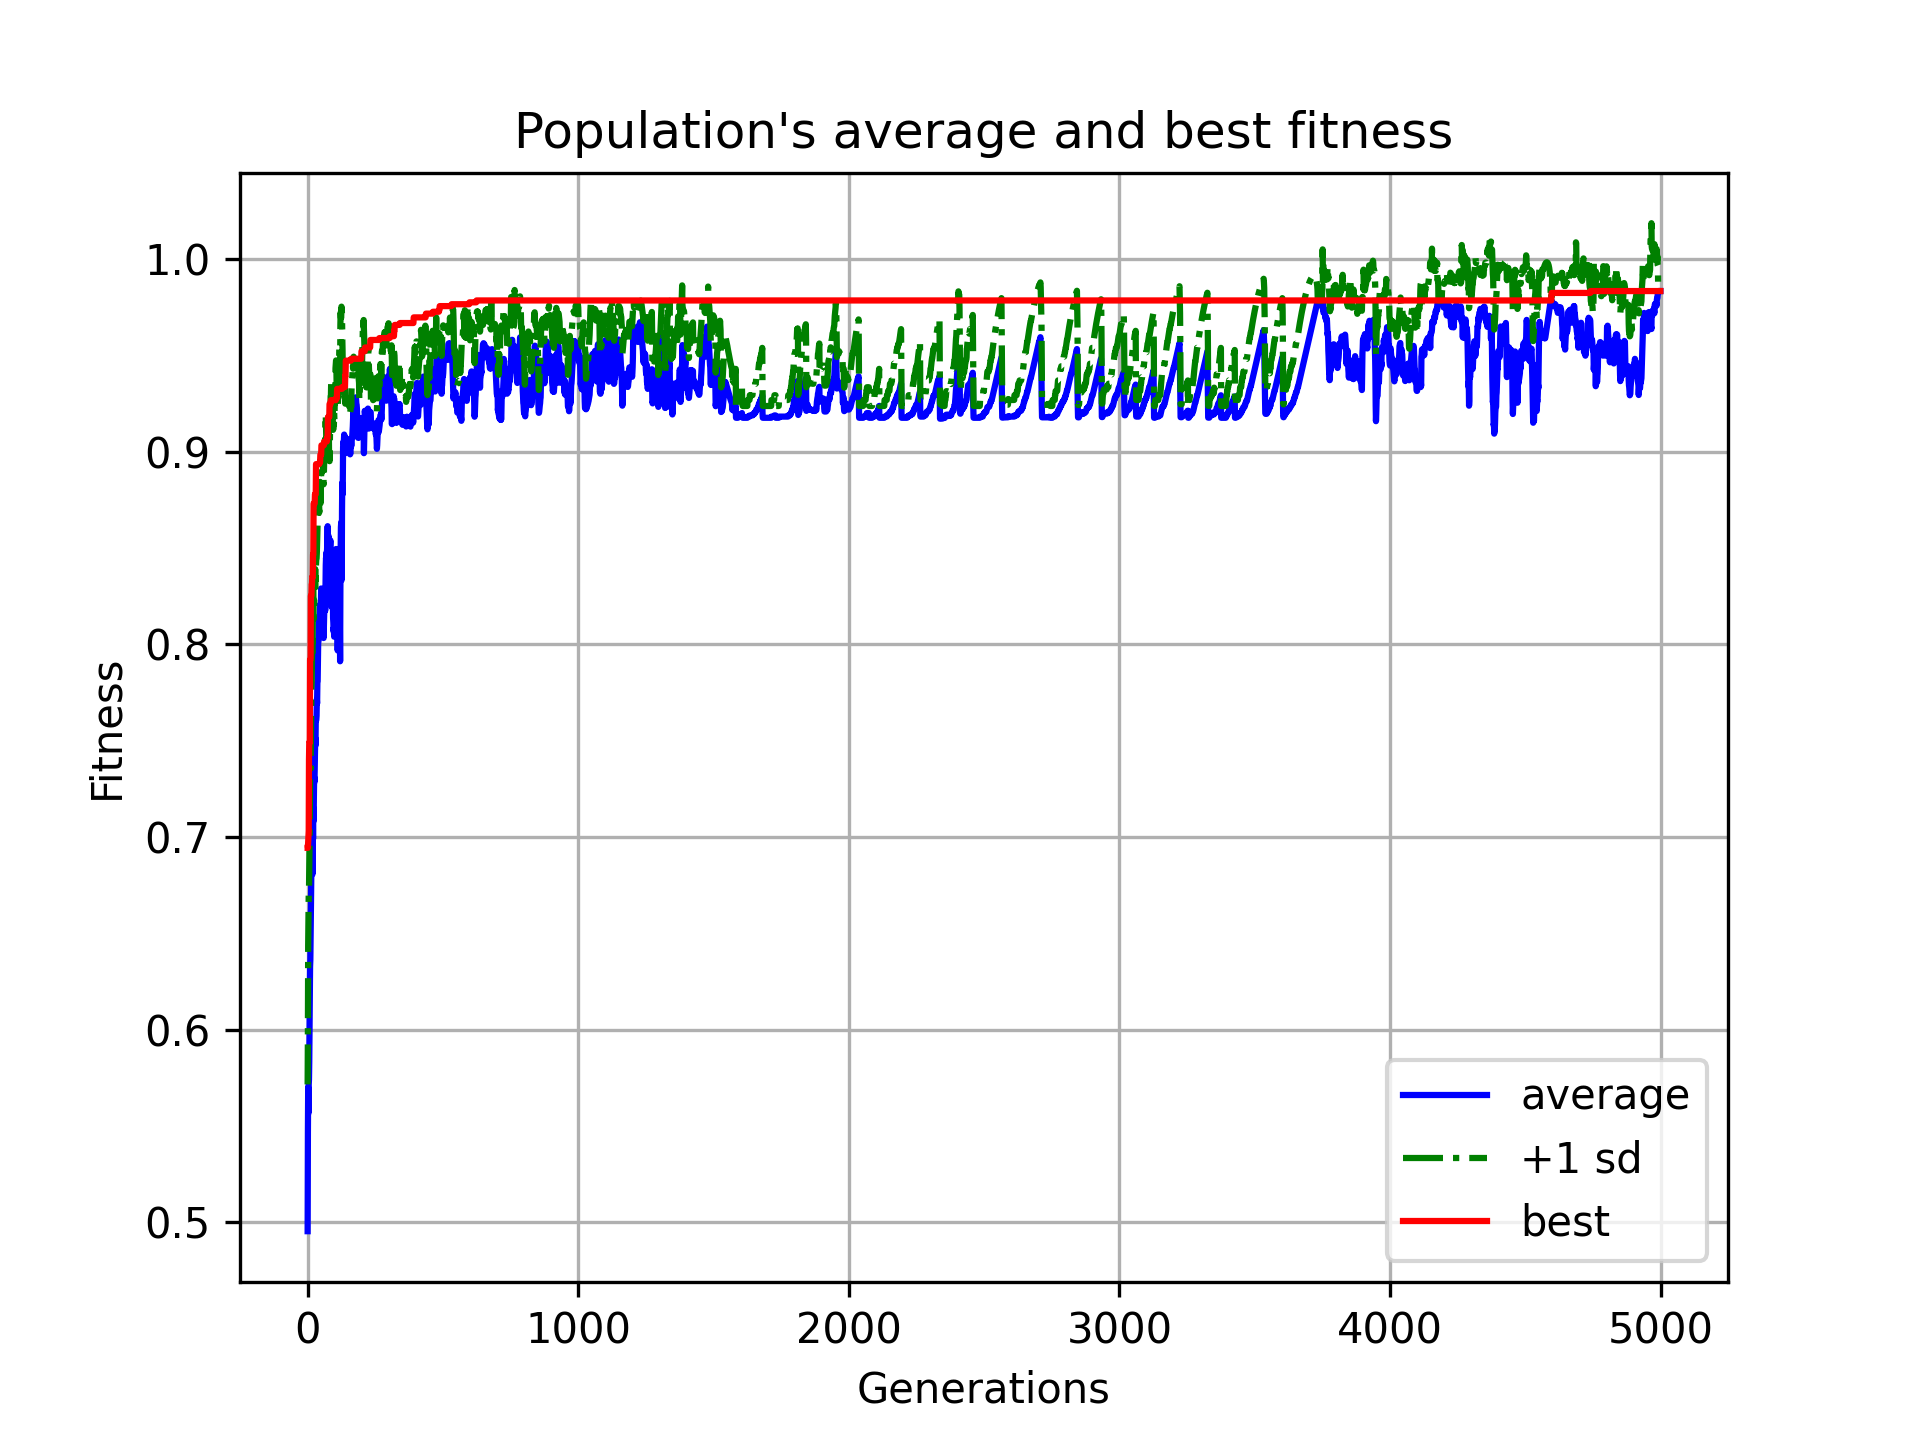 Population's average and best fitness
1.0
0.9
0.8
0.7
0.6
0.5
Fitness
0 1000 2000 3000 4000 5000
Generations
average
+1 sd
best